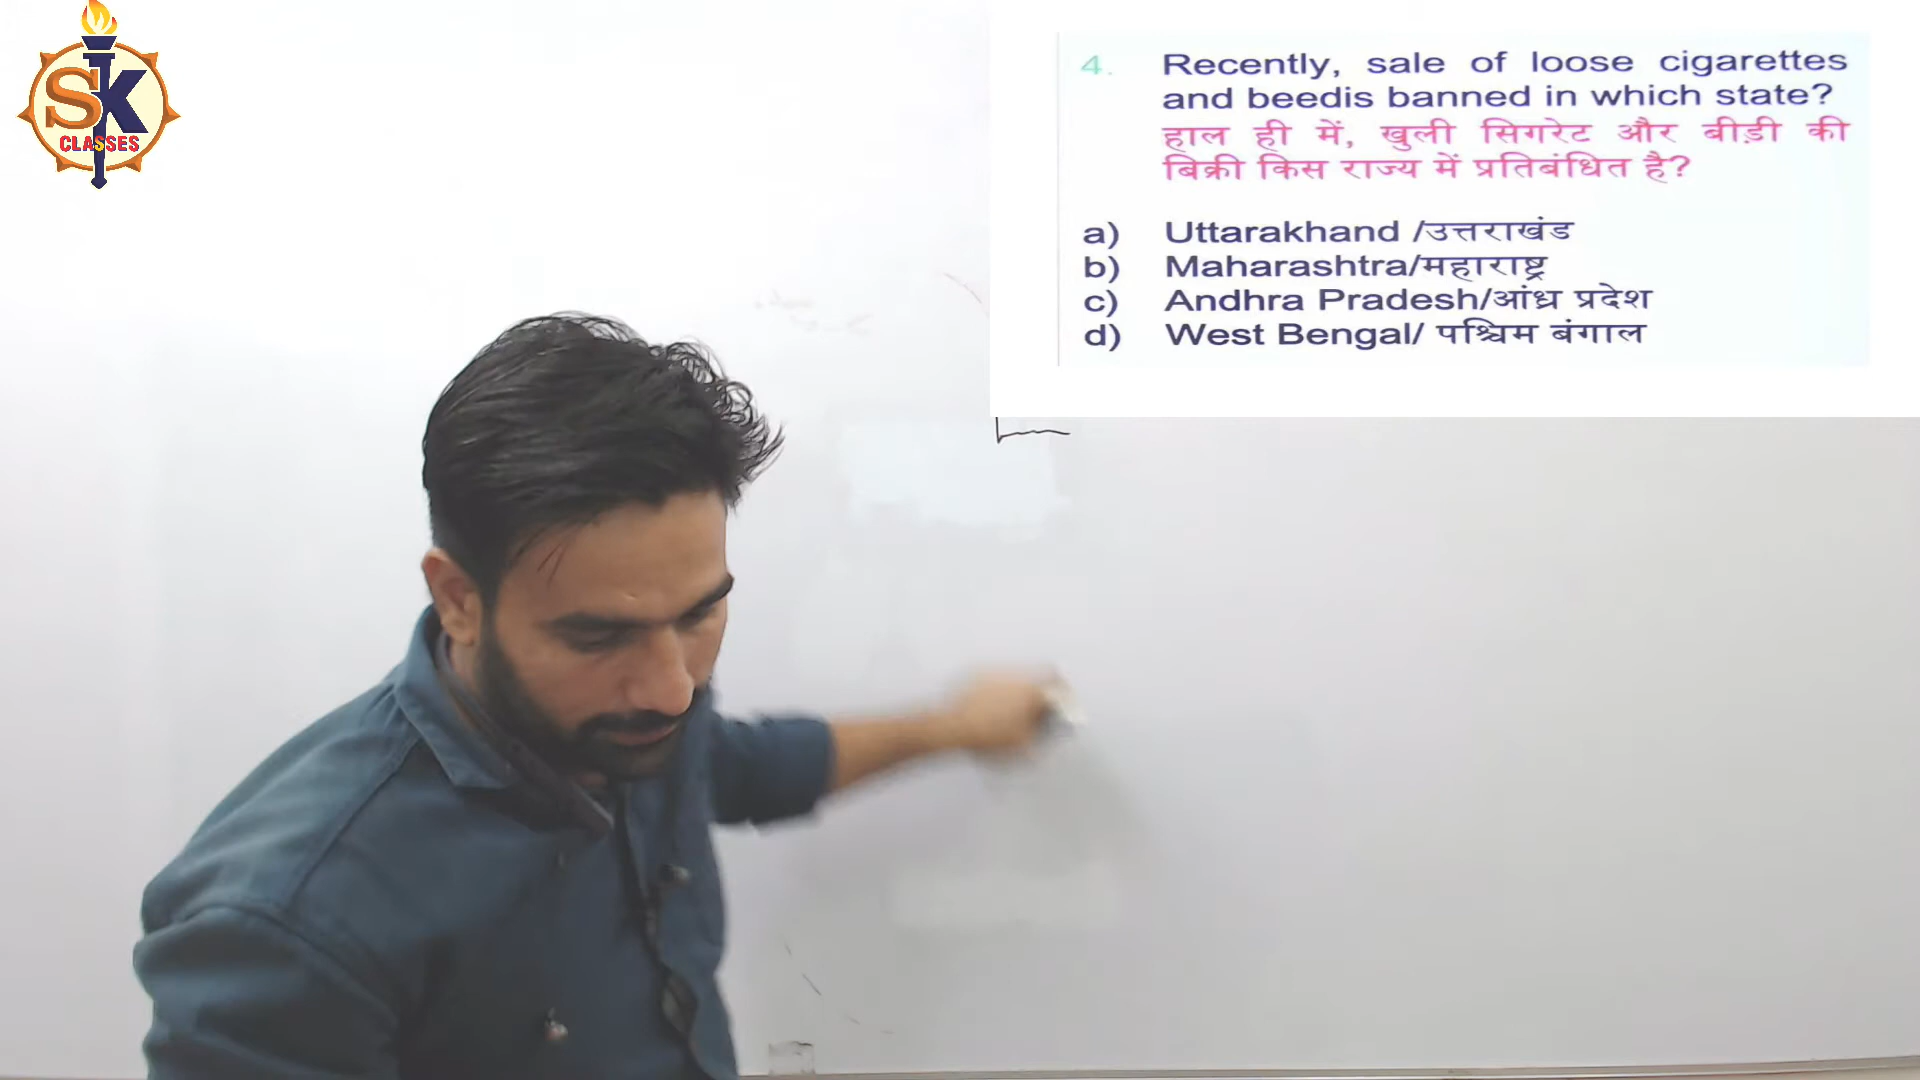 SK
CLASSES
4. Recently, sale of loose cigarettes
and beedis banned in which state?
हाल ही में, खुली सिगरेट और बीड़ी की
बिक्री किस राज्य में प्रतिबंधित है?
a) Uttarakhand /उत्तराखंड
b) Maharashtra/महाराष्ट्र
c) Andhra Pradesh/आंध्र प्रदेश
d) West Bengal/ पश्चिम बंगाल